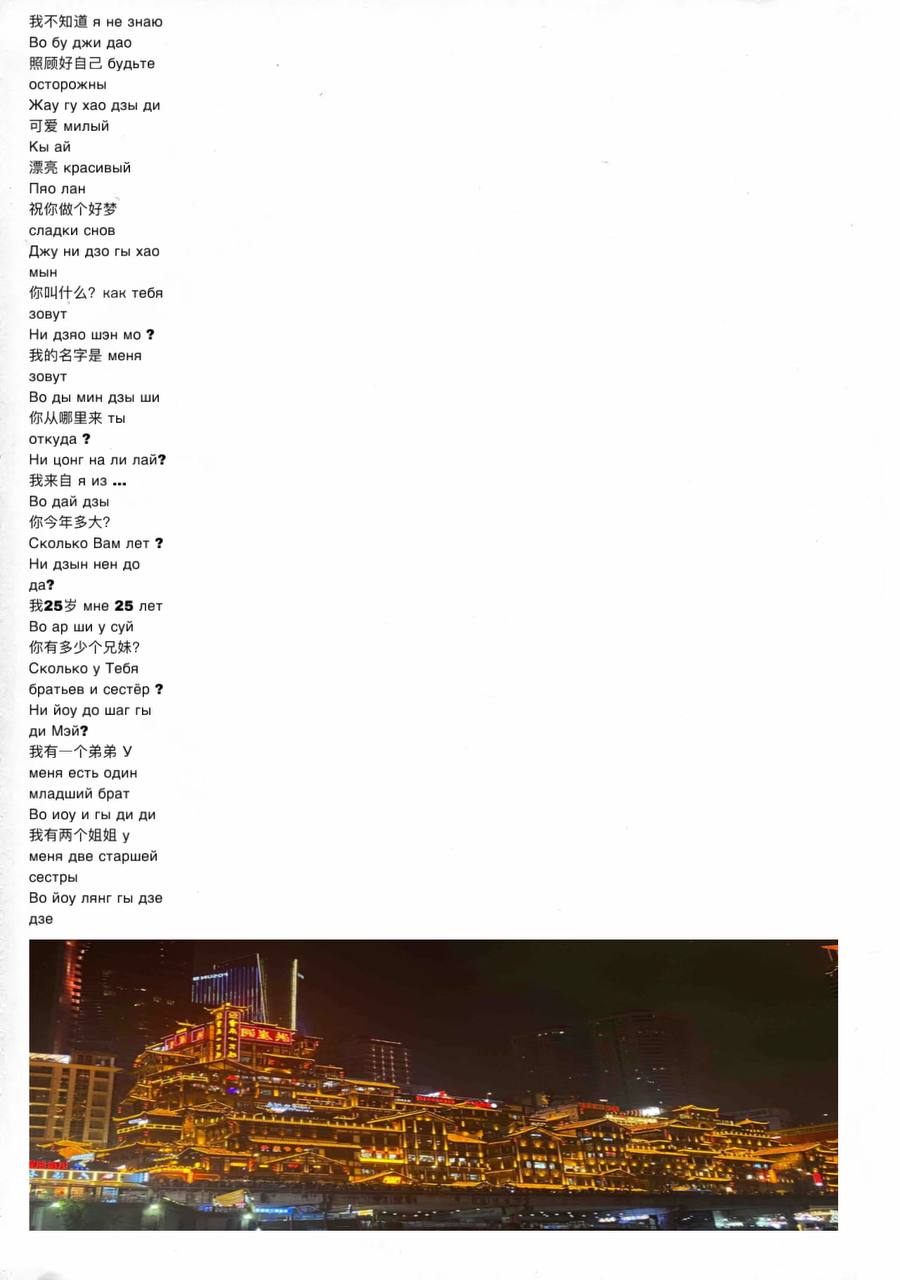 我不知道 я не знаю
Во бу джи дао
照顾好自己 будьте
осторожны
Жау гу хао дзы ди
可爱 милый
Кы ай
漂亮 красивый
Пяо лан
祝你做个好梦
сладки снов
Джу ни дзо гы хао
мын
你叫什么？как тебя
зовут
Ни дзяо шэн мо ?
我的名字是 меня
зовут
Во ды мин дзы ши
你从哪里来 ты
откуда ?
Ни цонг на ли лай?
我来自 я из ...
Во дай дзы
你今年多大?
Сколько Вам лет ?
Ни дзын нен до
да?
我25岁 мне 25 лет
Во ар ши у суй
你有多少个兄妹?
Сколько у Тебя
братьев и сестёр ?
Ни йоу до шаг гы
ди Мэй?
我有一个弟弟 У
меня есть один
младший брат
Во иоу и гы ди ди
我有两个姐姐 у
меня две старшей
сестры
Во йоу лянг гы дзе
дзе
洪崖洞